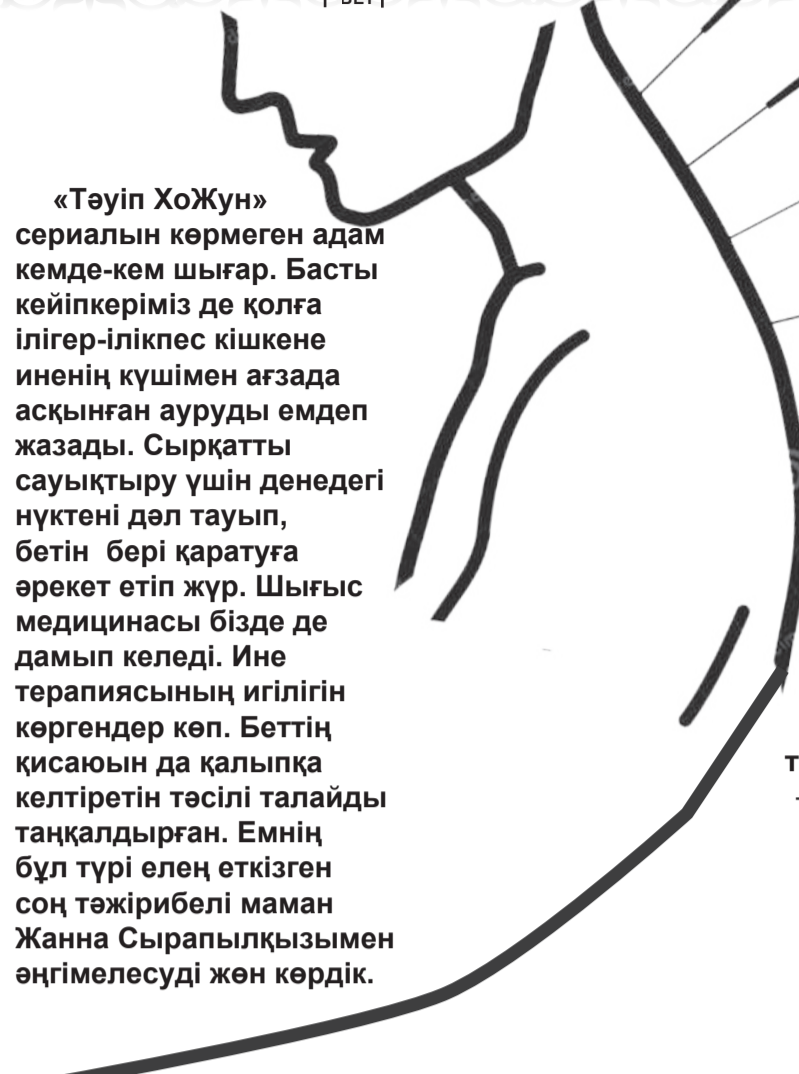 «Тәуіп ХоЖун»
сериалын көрмеген адам
кемде-кем шығар. Басты
кейіпкеріміз де қолға
ілігер-ілікпес кішкене
иненің күшімен ағзада
асқынған ауруды емдеп
жазады. Сырқатты
сауықтыру үшін денедегі
нүктені дәл тауып,
бетін  бері қаратуға
әрекет етіп жүр. Шығыс
медицинасы бізде де
дамып келеді. Ине
терапиясының игілігін
көргендер көп. Беттің
қисаюын да қалыпқа
келтіретін тәсілі талайды
таңқалдырған. Емнің
бұл түрі елең еткізген
соң тәжірибелі маман
Жанна Сырапылқызымен
әңгімелесуді жөн көрдік.